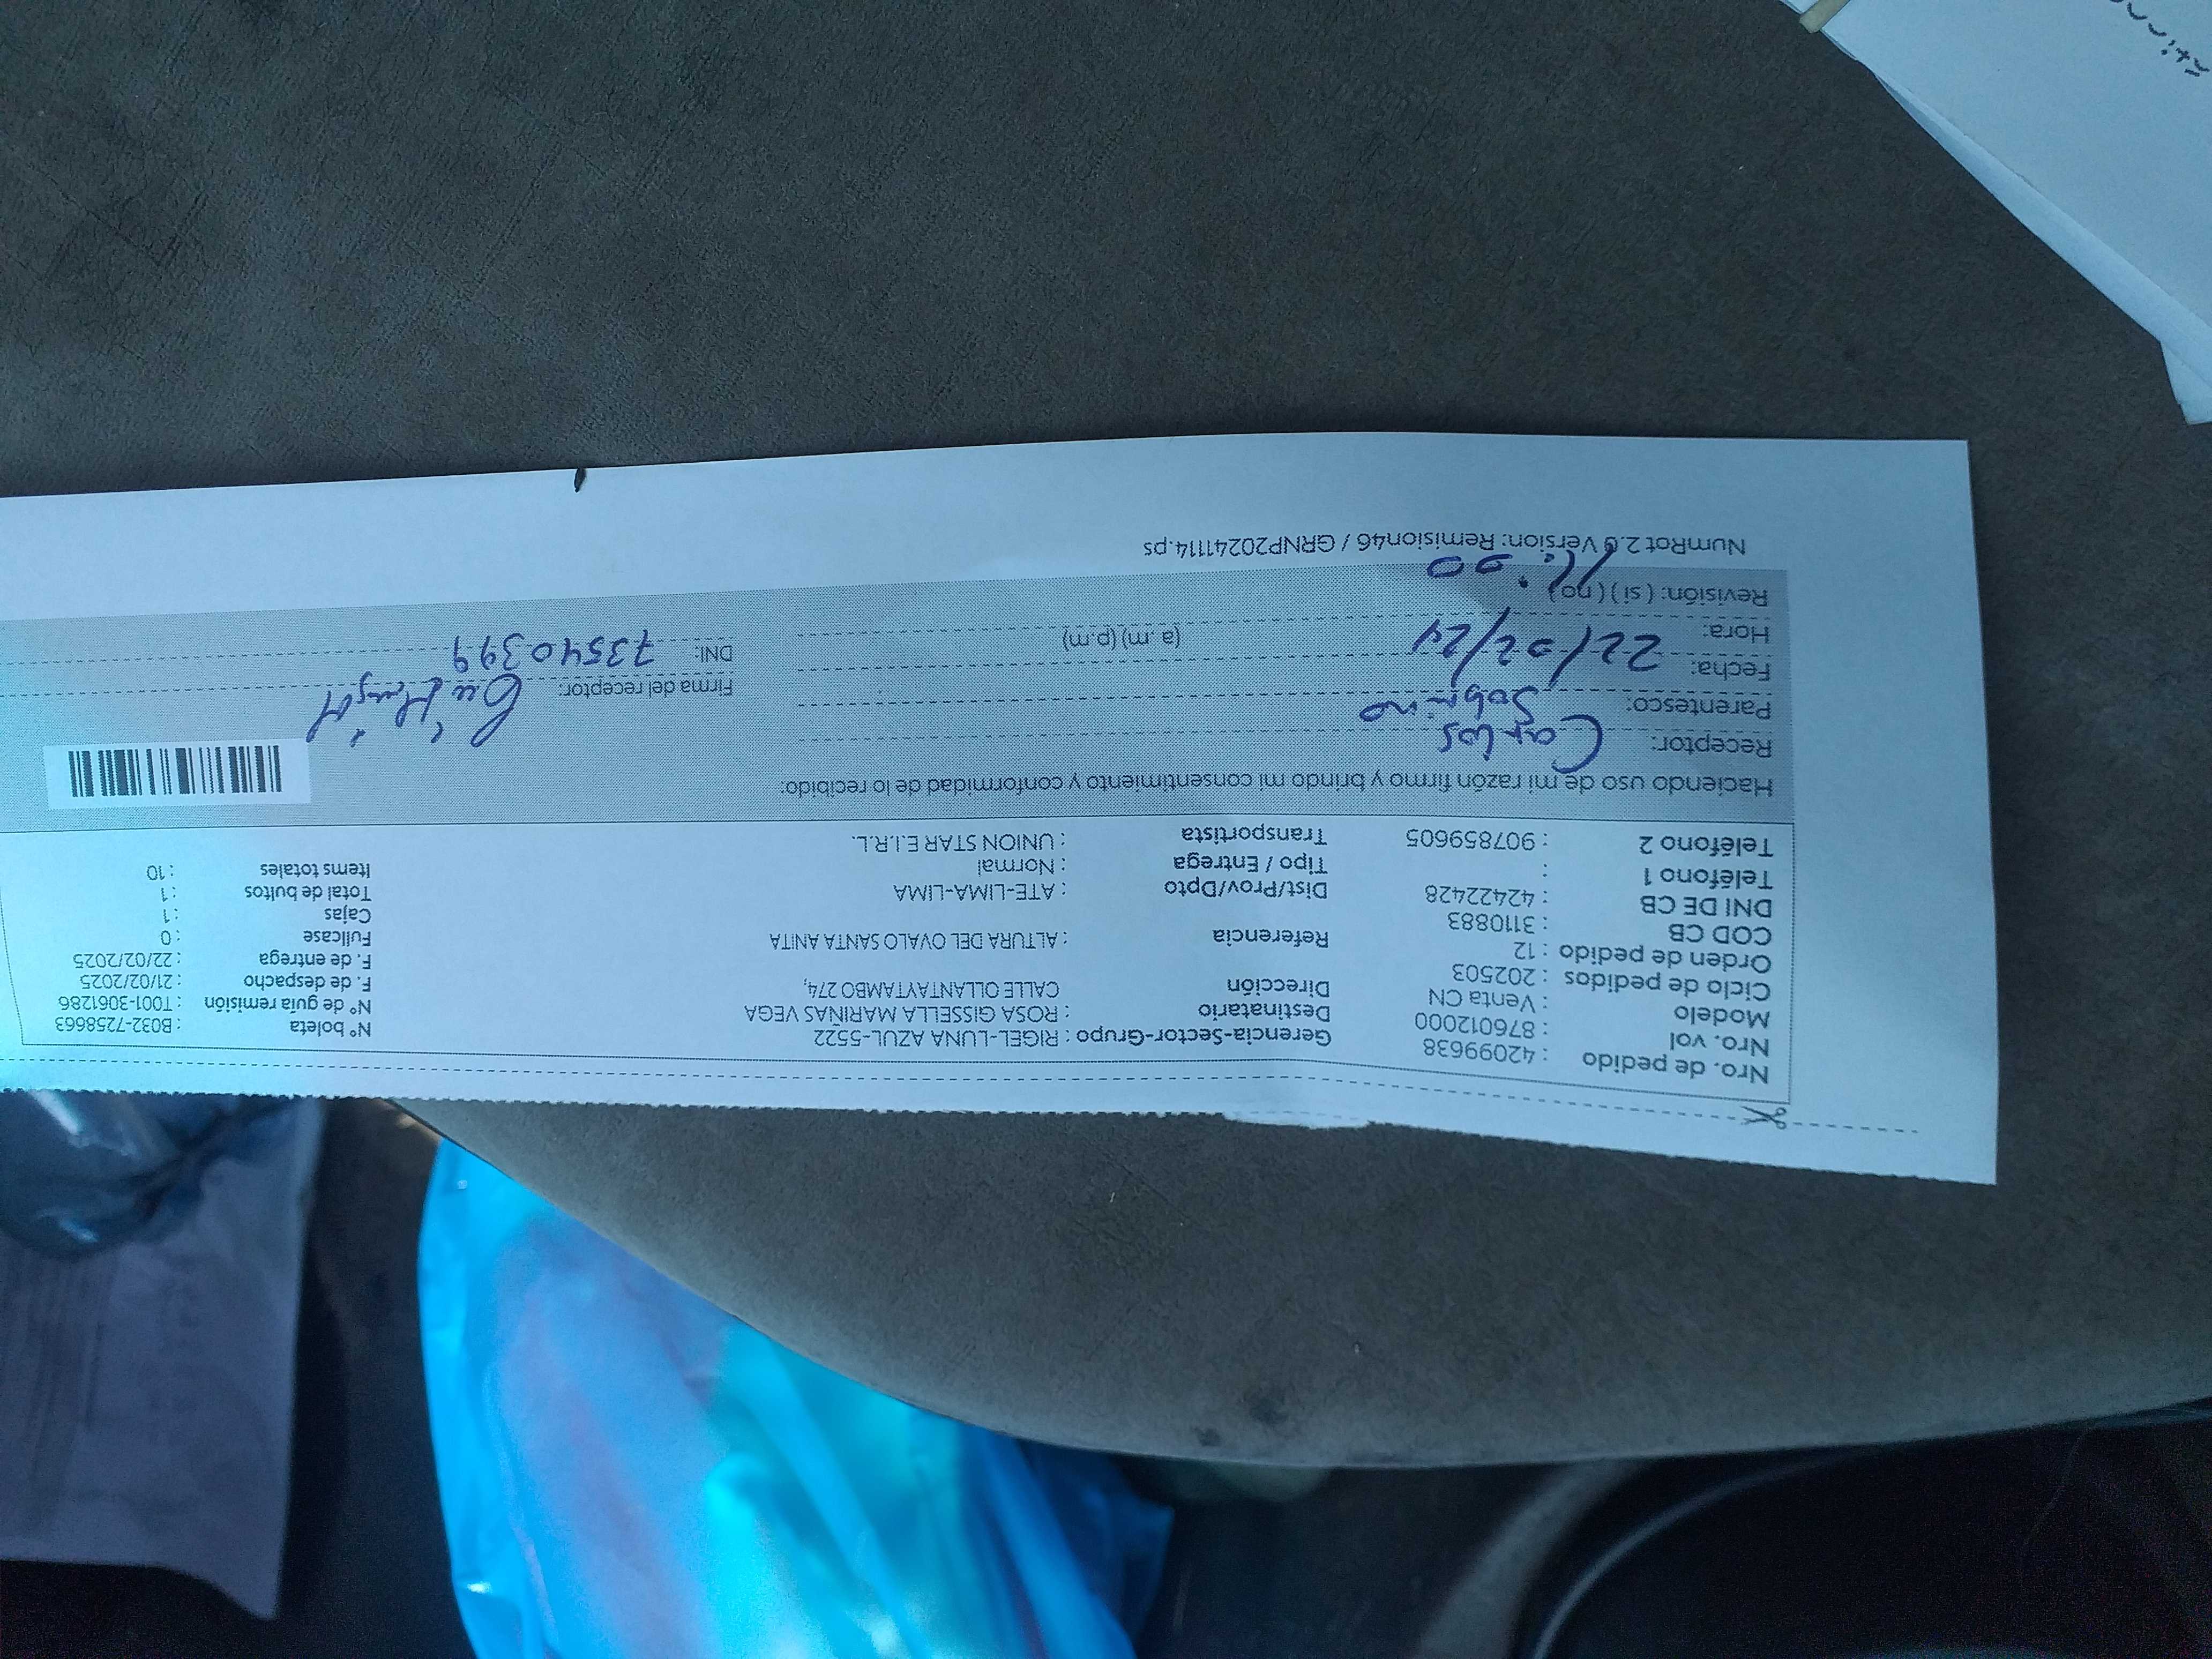 Nro. de pedido : 42099638 Gerencia-Sector-Grupo : RIGEL-LUNA AZUL-5522 N° boleta : B032-7258663
Nro. vol : 876012000 Destinatario : ROSA GISSELLA MARIÑAS VEGA N° de guía remisión : T001-3061286
Modelo : Venta CN Dirección CALLE OLLANTAYTAMBO 274, F. de despacho : 21/02/2025
Ciclo de pedidos : 202503 F. de entrega : 22/02/2025
Orden de pedido : 12 Referencia : ALTURA DEL OVALO SANTA ANITA Fullcase : 0
COD CB : 3110883 Cajas : 1
DNI DE CB : 42422428 Dist/Prov/Dpto : ATE-LIMA-LIMA Total de bultos : 1
Teléfono 1 : Tipo / Entrega : Normal Items totales : 10
Teléfono 2 : 907859605 Transportista : UNION STAR E.I.R.L.
Haciendo uso de mi razón firmo y brindo mi consentimiento y conformidad de lo recibido:
Receptor: Carlos
Parentesco: Sobrino Firma del receptor:
Fecha: 22/02/24 DNI: 73540399
Hora: (a. m) (p.m)
Revisión: ( si ) ( no)
NumRot 2.0 Version: Remision46 / GRNP20241114.ps